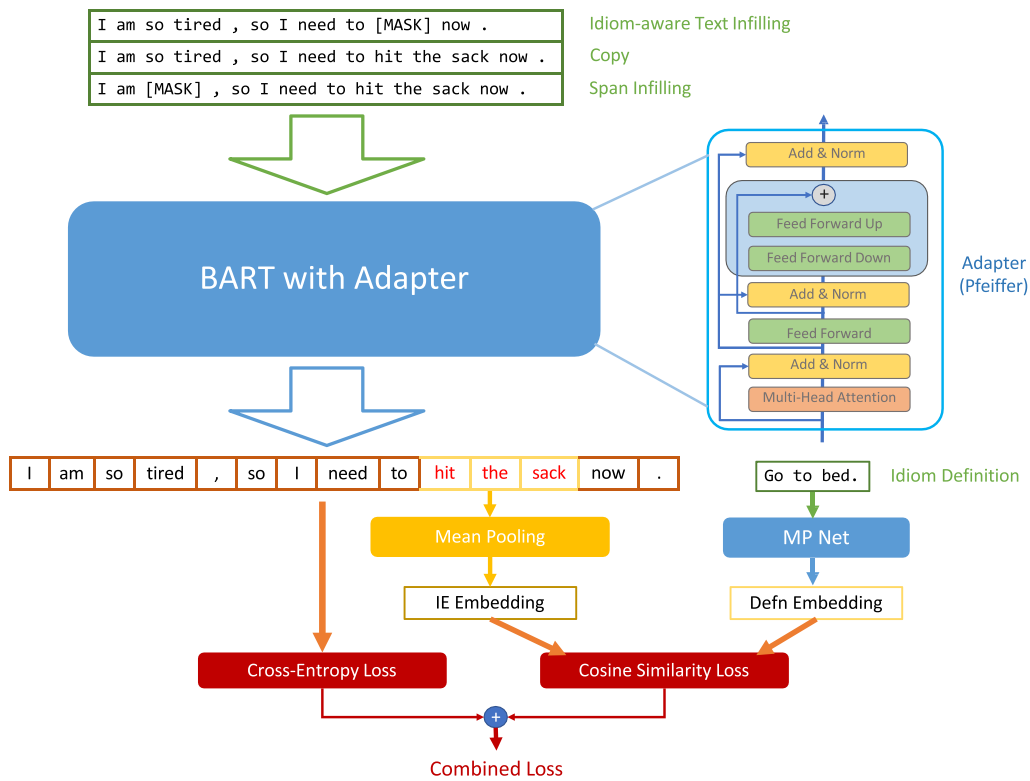 I am so tired , so I need to [MASK] now .
Idiom-aware Text Infilling
I am so tired , so I need to hit the sack now .
Copy
I am [MASK] , so I need to hit the sack now .
Span Infilling
BART with Adapter
Add & Norm
+
Feed Forward Up
Feed Forward Down
Add & Norm
Feed Forward
Add & Norm
Multi-Head Attention
Adapter
(Pfeiffer)
I am so tired , so I need to hit the sack now .
Go to bed.
Idiom Definition
Mean Pooling
MP Net
IE Embedding
Defn Embedding
Cross-Entropy Loss
Cosine Similarity Loss
+
Combined Loss